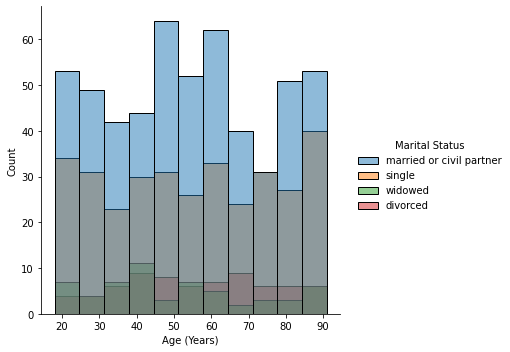 60
50
40
30
20
10
0
Count
20 30 40 50 60 70 80 90
Age (Years)
Marital Status
married or civil partner
single
widowed
divorced